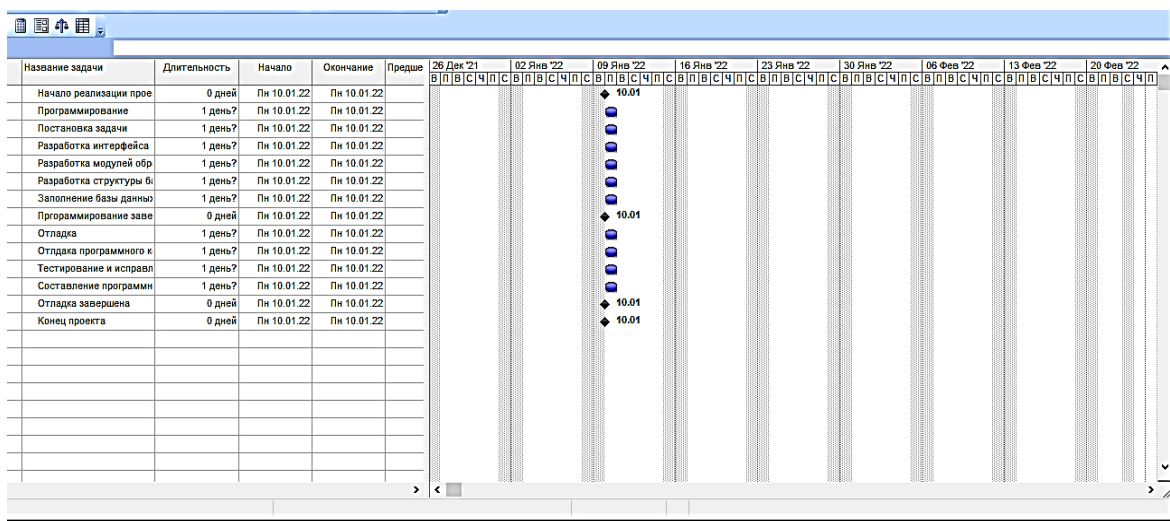 Название задачи Длительность Начало Окончание Предше 26 Дек '21 02 Янв '22 09 Янв '22 16 Янв '22 23 Янв '22 30 Янв '22 06 Фев '22 13 Фев '22 20 Фев '22
В П В С Ч П С В П В С Ч П С В П В С Ч П С В П В С Ч П С В П В С Ч П С В П В С Ч П С В П В С Ч П С В П В С Ч П С В П В С Ч П
Начало реализации прое 0 дней Пн 10.01.22 Пн 10.01.22 10.01
Программирование 1 день? Пн 10.01.22 Пн 10.01.22
Постановка задачи 1 день? Пн 10.01.22 Пн 10.01.22
Разработка интерфейса 1 день? Пн 10.01.22 Пн 10.01.22
Разработка модулей обр 1 день? Пн 10.01.22 Пн 10.01.22
Разработка структуры ба 1 день? Пн 10.01.22 Пн 10.01.22
Заполнение базы данных 1 день? Пн 10.01.22 Пн 10.01.22
Пргораммирование заве 0 дней Пн 10.01.22 Пн 10.01.22 10.01
Отладка 1 день? Пн 10.01.22 Пн 10.01.22
Отлдака программного к 1 день? Пн 10.01.22 Пн 10.01.22
Тестирование и исправл 1 день? Пн 10.01.22 Пн 10.01.22
Составление программн 1 день? Пн 10.01.22 Пн 10.01.22
Отладка завершена 0 дней Пн 10.01.22 Пн 10.01.22 10.01
Конец проекта 0 дней Пн 10.01.22 Пн 10.01.22 10.01